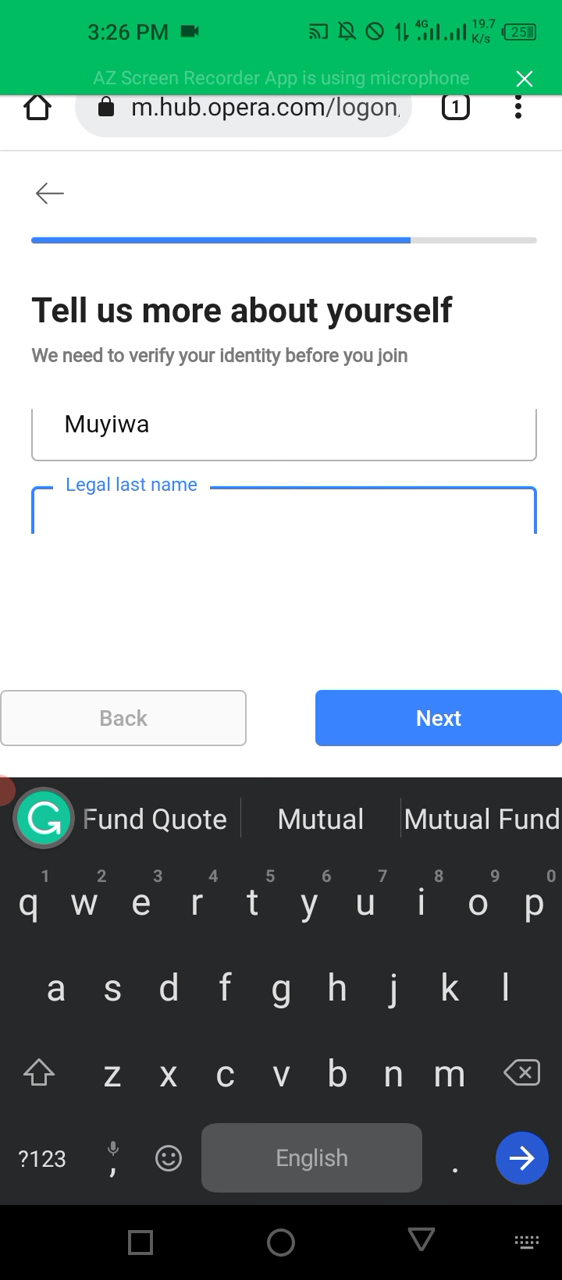 3:26 PM 4G 19.7 K/s 25
AZ Screen Recorder App is using microphone
m.hub.opera.com/logon 1
Tell us more about yourself
We need to verify your identity before you join
Muyiwa
Legal last name
Back Next
Fund Quote Mutual Mutual Fund
1 2 3 4 5 6 7 8 9 0
q w e r t y u i o p
a s d f g h j k l
z x c v b n m
?123 , English .